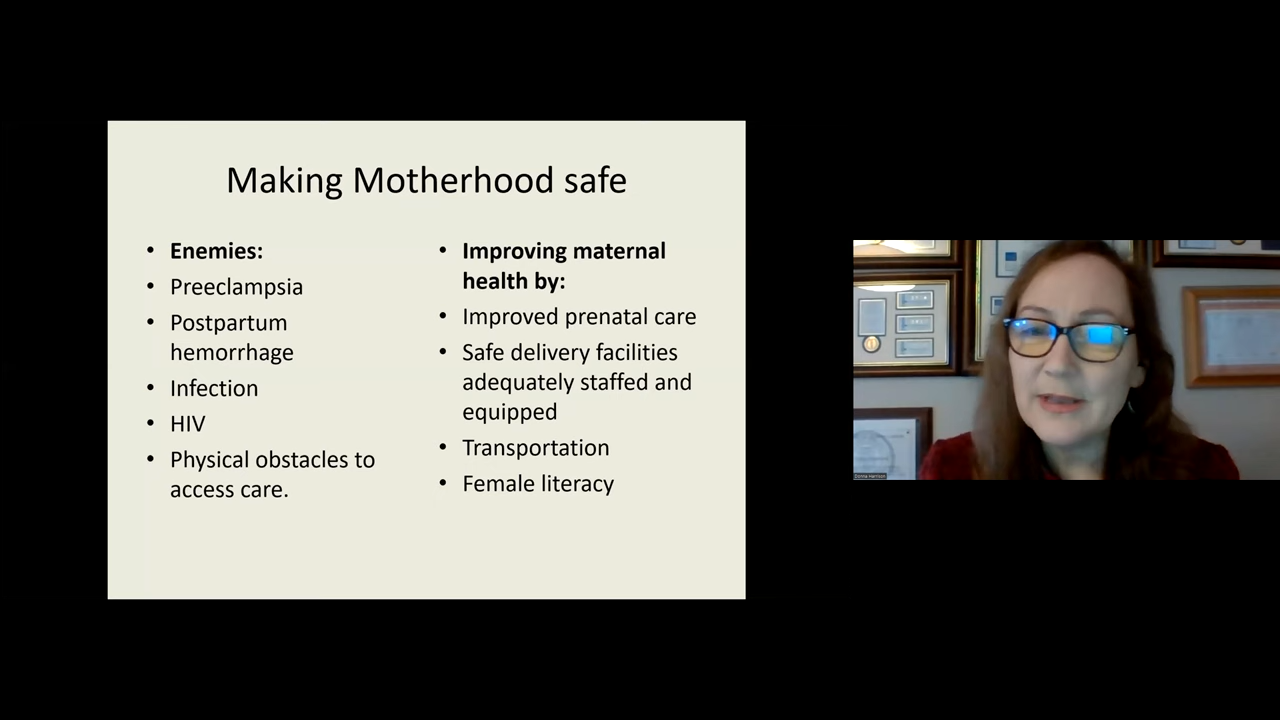 Making Motherhood safe
• Enemies:
• Preeclampsia
• Postpartum
hemorrhage
• Infection
• HIV
• Physical obstacles to
access care.
• Improving maternal
health by:
• Improved prenatal care
• Safe delivery facilities
adequately staffed and
equipped
• Transportation
• Female literacy